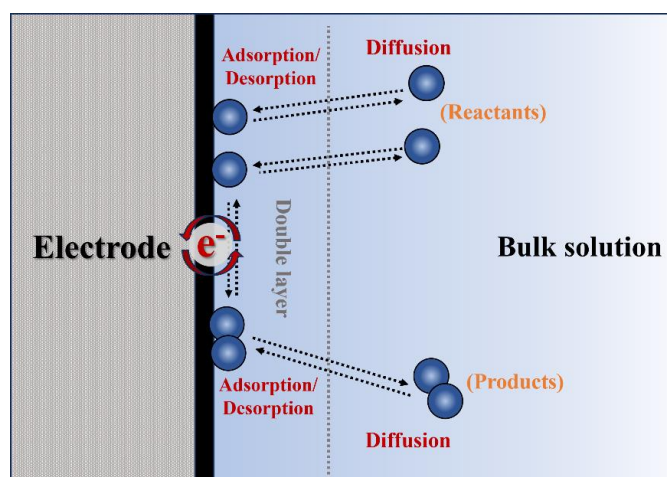 Adsorption/
Desorption
Diffusion
(Reactants)
Electrode
e-
Double layer
Bulk solution
Adsorption/
Desorption
(Products)
Diffusion